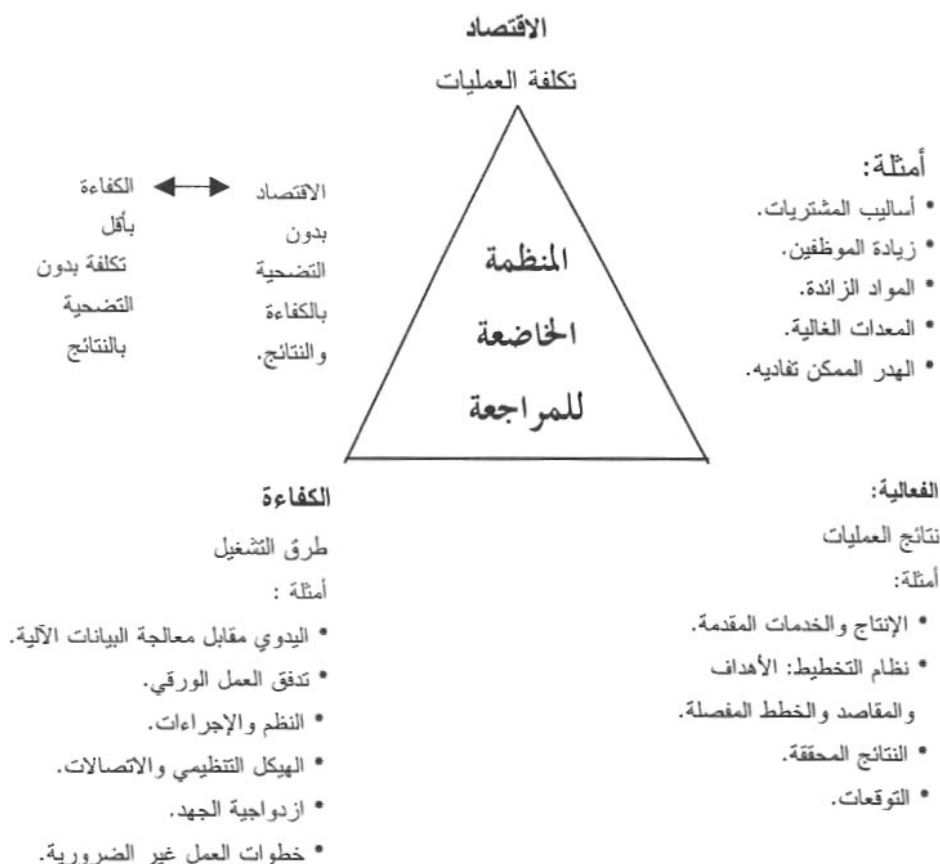 الاقتصاد
تكلفة العمليات
أمثلة:
• أساليب المشتريات.
• زيادة الموظفين.
• المواد الزائدة.
• المعدات الغالية.
• الهدر الممكن تفاديه.
الاقتصاد
بدون
التضحية
بالكفاءة
والنتائج.
الكفاءة
بأقل
تكلفة بدون
التضحية
بالنتائج
المنظمة
الخاضعة
للمراجعة
الفعالية:
نتائج العمليات
أمثلة:
• الإنتاج والخدمات المقدمة.
• نظام التخطيط: الأهداف
والمقاصد والخطط المفصلة.
• النتائج المحققة.
• التوقعات.
الكفاءة
طرق التشغيل
أمثلة :
• اليدوي مقابل معالجة البيانات الآلية.
• تدفق العمل الورقي.
• النظم والإجراءات.
• الهيكل التنظيمي والاتصالات.
• ازدواجية الجهد.
• خطوات العمل غير الضرورية.